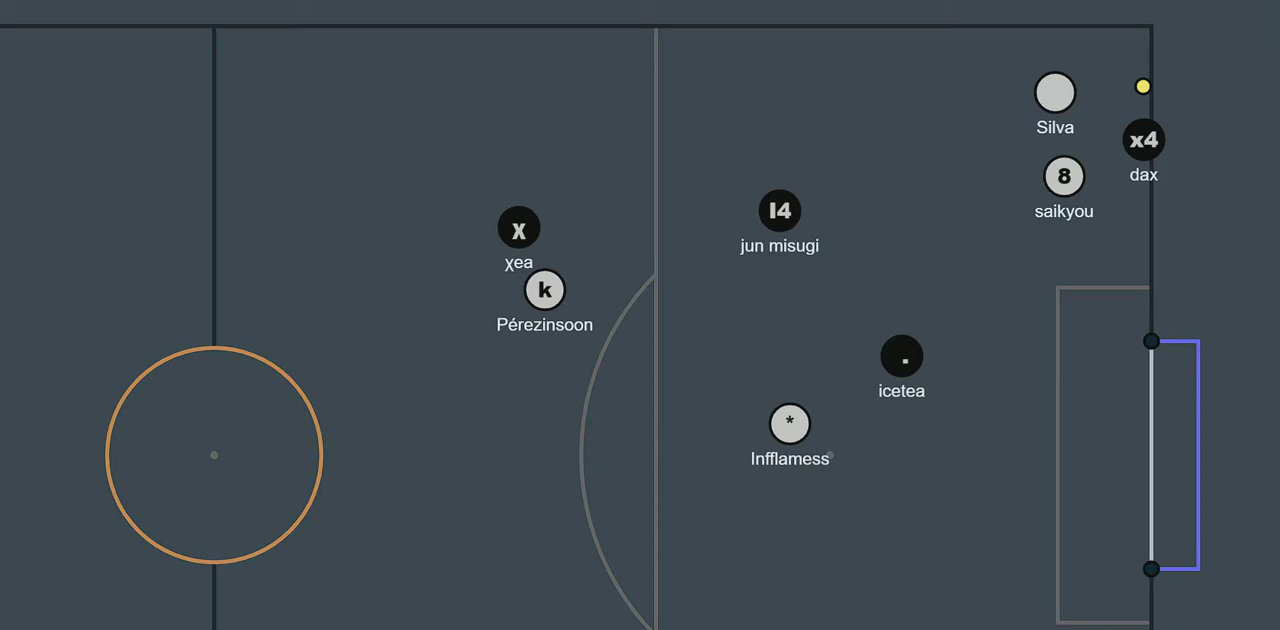 Silva
x4
dax
8
saikyou
I4
jun misugi
χ
χea
k
Pérezinsoon
.
icetea
*
Infflamess